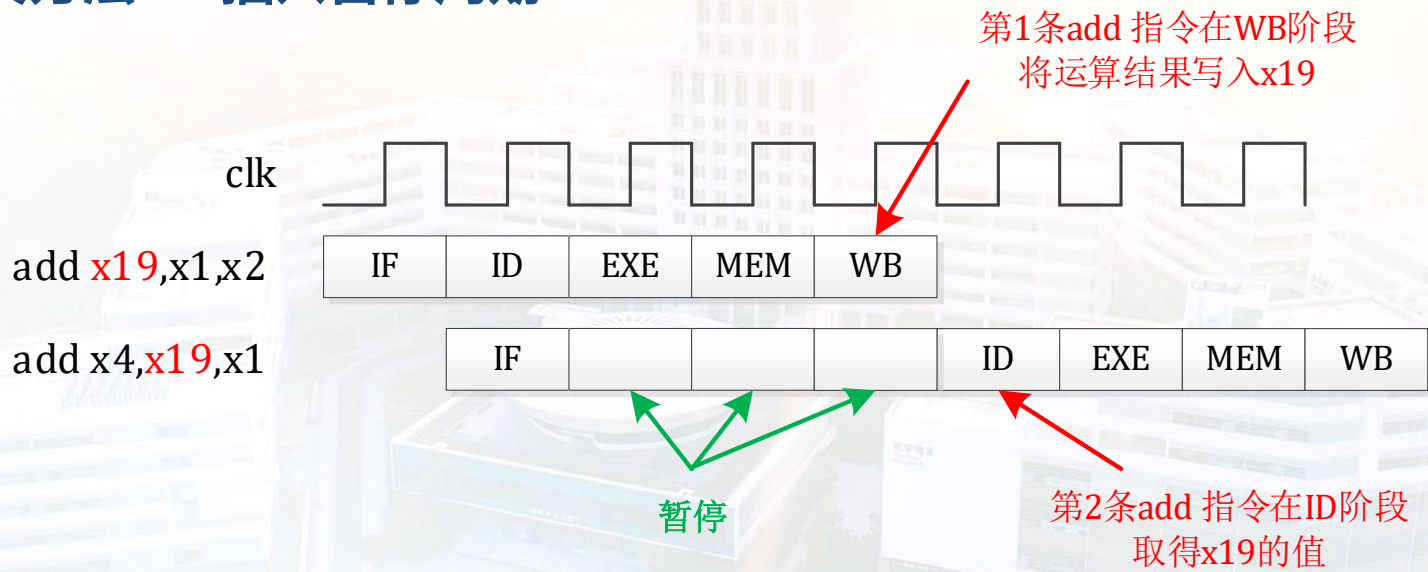 第1条add 指令在WB阶段
将运算结果写入x19
clk
add x19,x1,x2
IF ID EXE MEM WB
add x4,x19,x1
IF ID EXE MEM WB
暂停
第2条add 指令在ID阶段
取得x19的值